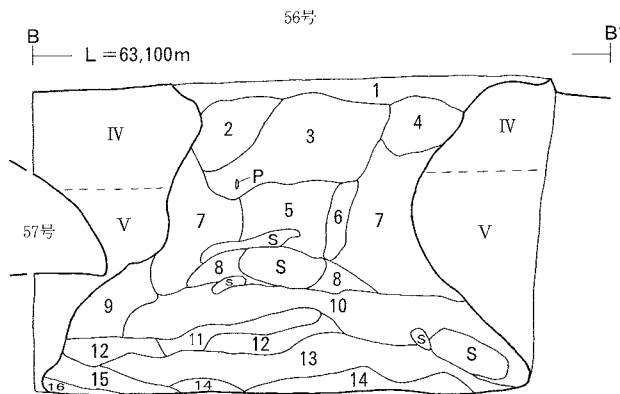 56号
B B'
L=63,100m
1
IV 2 3 4 IV
P
V 7 5 6 7 V
57号
S
8 S 8
S
9 10
11 S
12 12 S
13
16 15 14 14